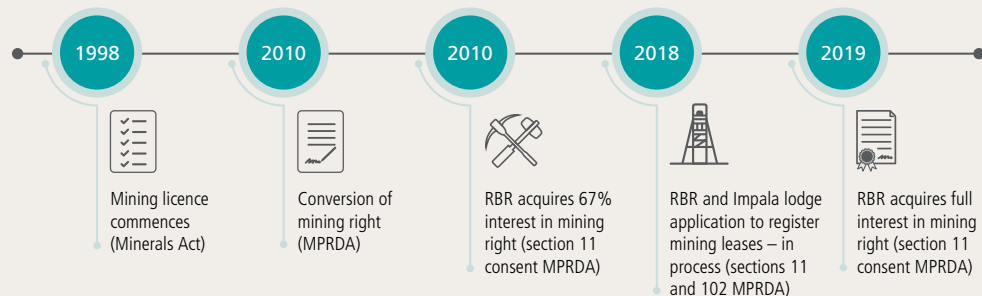 1998
2010
2010
2018
2019
Mining licence
commences
(Minerals Act)
Conversion of
mining right
(MPRDA)
RBR acquires 67%
interest in mining
right (section 11
consent MPRDA)
RBR and Impala lodge
application to register
mining leases – in
process (sections 11
and 102 MPRDA)
RBR acquires full
interest in mining
right (section 11
consent MPRDA)